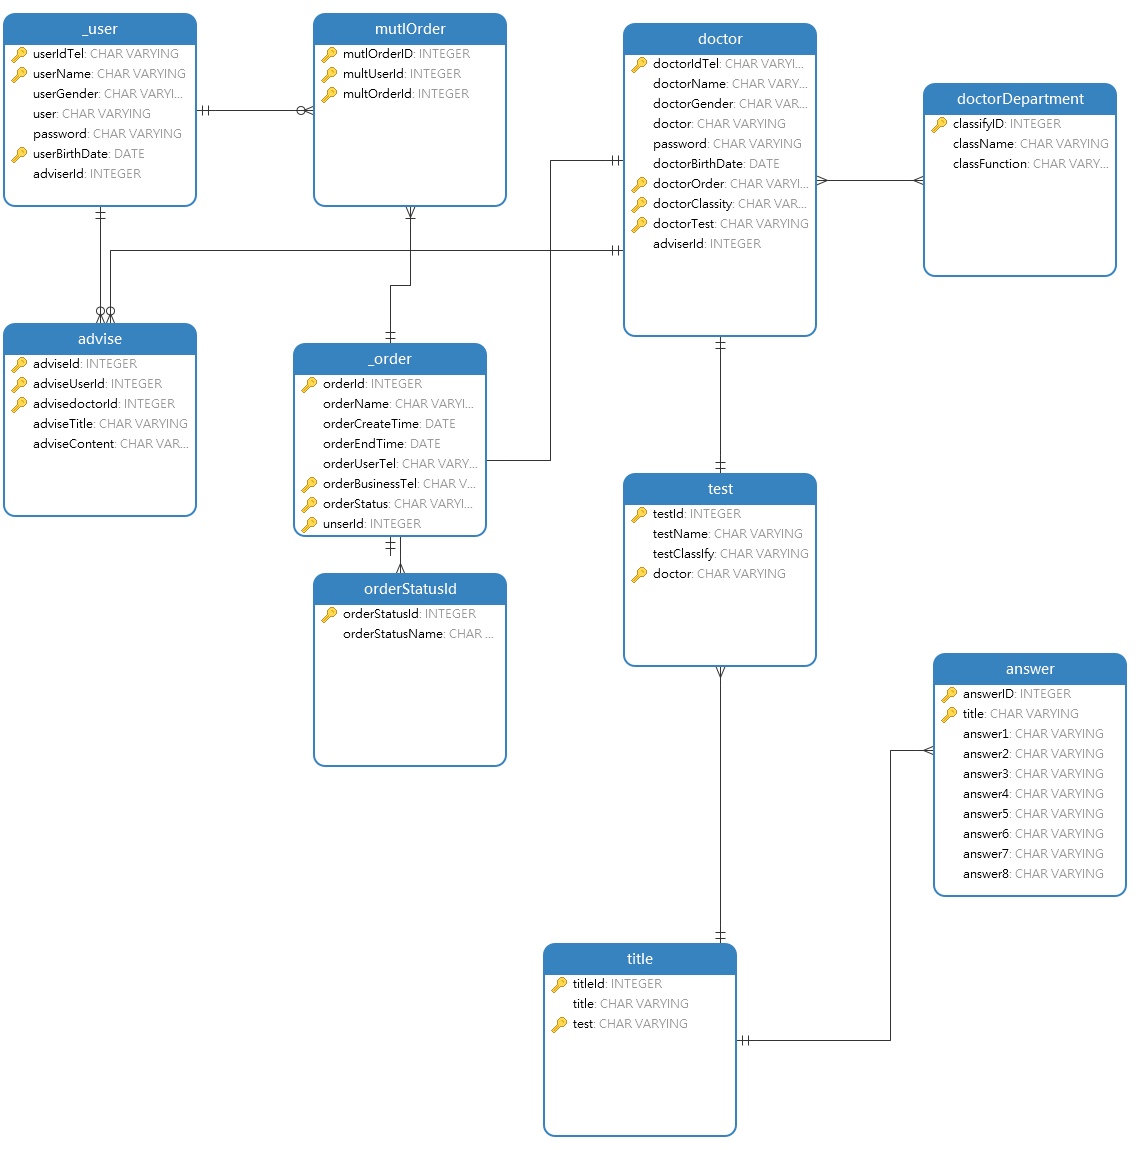 _user
userIdTel: CHAR VARYING
userName: CHAR VARYING
userGender: CHAR VARYI...
user: CHAR VARYING
password: CHAR VARYING
userBirthDate: DATE
adviserId: INTEGER
mutlOrder
mutlOrderID: INTEGER
multUserId: INTEGER
multOrderId: INTEGER
doctor
doctorIdTel: CHAR VARYI...
doctorName: CHAR VARY...
doctorGender: CHAR VAR...
doctor: CHAR VARYING
password: CHAR VARYING
doctorBirthDate: DATE
doctorOrder: CHAR VARYI...
doctorClassity: CHAR VAR...
doctorTest: CHAR VARYING
adviserId: INTEGER
doctorDepartment
classifyID: INTEGER
className: CHAR VARYING
classFunction: CHAR VARY...
advise
adviseId: INTEGER
adviseUserId: INTEGER
advisedoctorId: INTEGER
adviseTitle: CHAR VARYING
adviseContent: CHAR VAR...
_order
orderId: INTEGER
orderName: CHAR VARYI...
orderCreateTime: DATE
orderEndTime: DATE
orderUserTel: CHAR VARY...
orderBusinessTel: CHAR V...
orderStatus: CHAR VARYI...
unserId: INTEGER
orderStatusId
orderStatusId: INTEGER
orderStatusName: CHAR ...
test
testId: INTEGER
testName: CHAR VARYING
testClassIfy: CHAR VARYING
doctor: CHAR VARYING
answer
answerID: INTEGER
title: CHAR VARYING
answer1: CHAR VARYING
answer2: CHAR VARYING
answer3: CHAR VARYING
answer4: CHAR VARYING
answer5: CHAR VARYING
answer6: CHAR VARYING
answer7: CHAR VARYING
answer8: CHAR VARYING
title
titleId: INTEGER
title: CHAR VARYING
test: CHAR VARYING